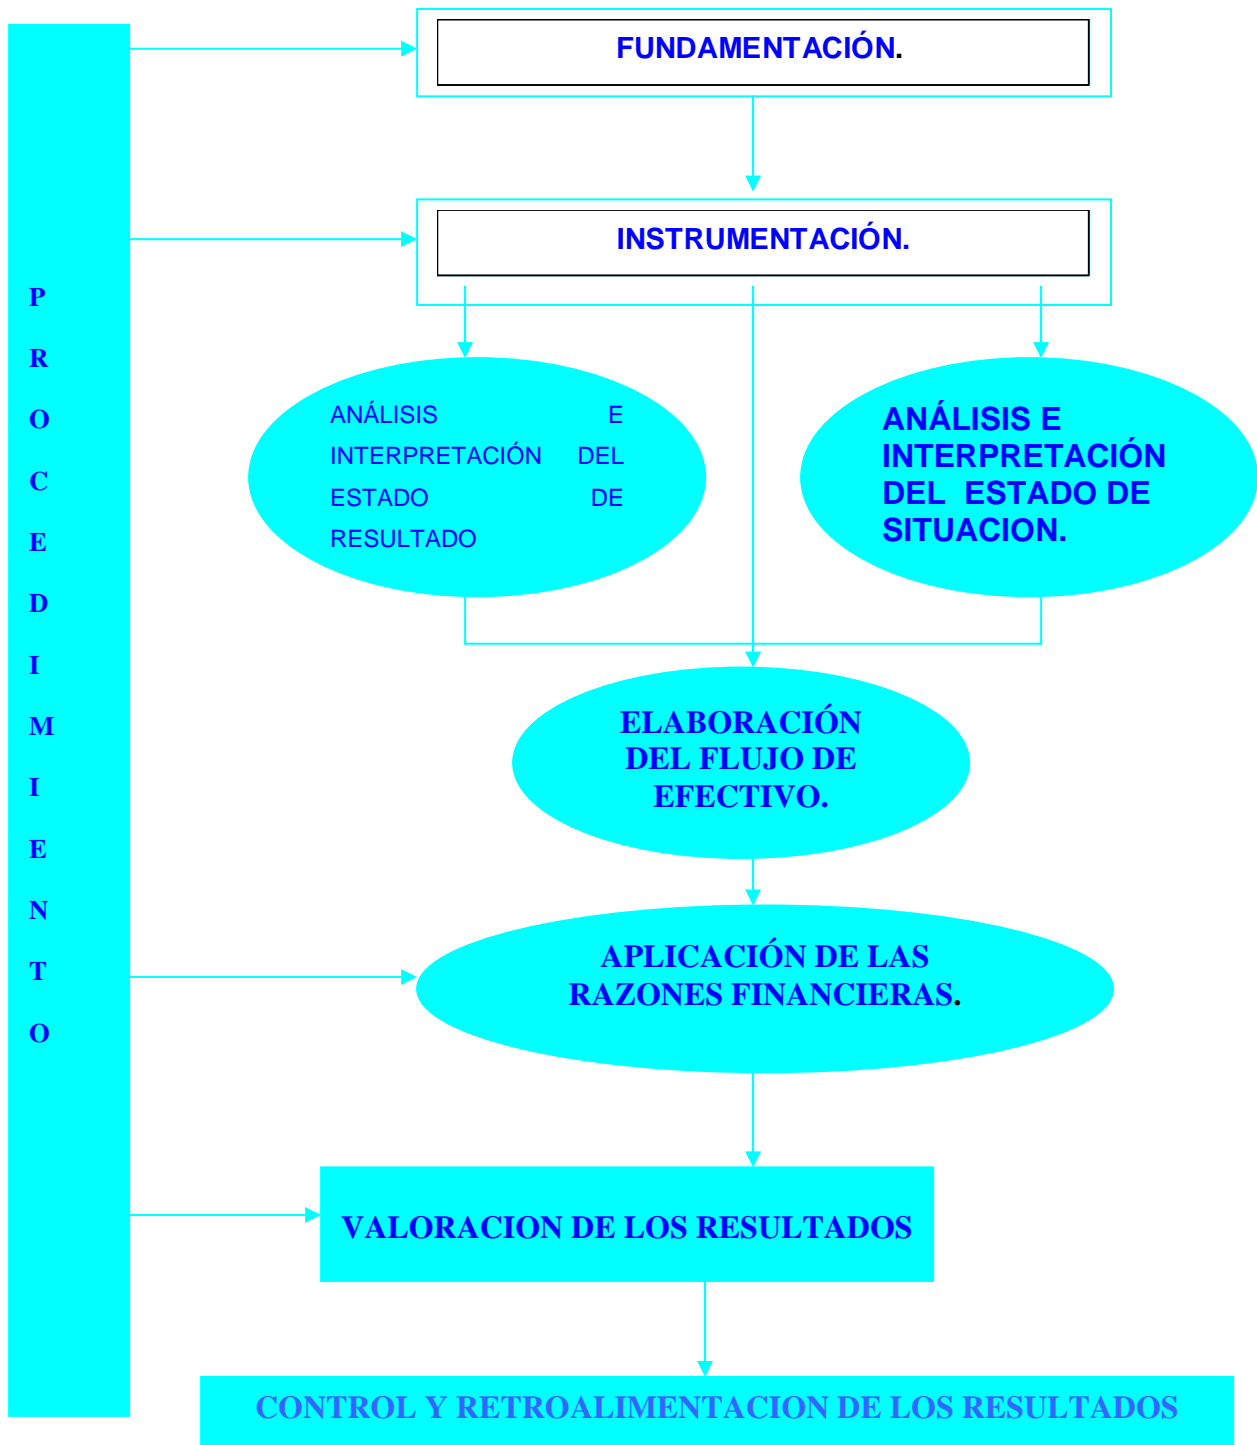 FUNDAMENTACIÓN.
INSTRUMENTACIÓN.
P
R
O
C
E
D
I
M
I
E
N
T
O
ANÁLISIS E
INTERPRETACIÓN DEL
ESTADO DE
RESULTADO
ANÁLISIS E
INTERPRETACIÓN
DEL ESTADO DE
SITUACION.
ELABORACIÓN
DEL FLUJO DE
EFECTIVO.
APLICACIÓN DE LAS
RAZONES FINANCIERAS.
VALORACION DE LOS RESULTADOS
CONTROL Y RETROALIMENTACION DE LOS RESULTADOS